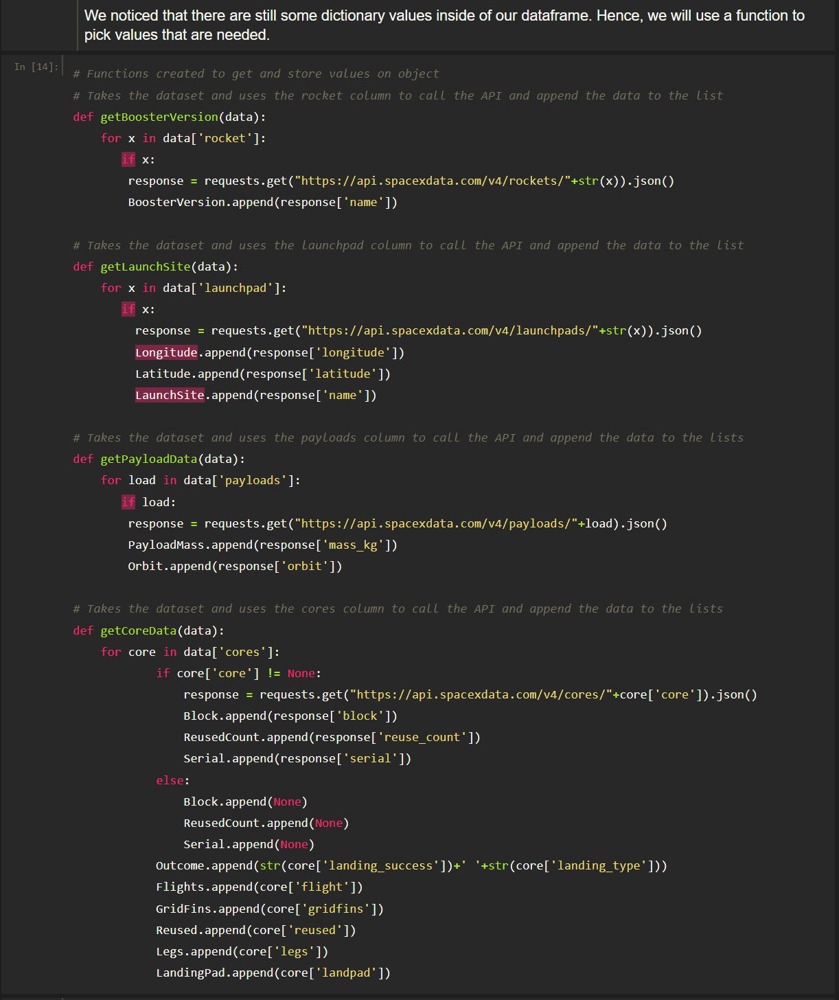 We noticed that there are still some dictionary values inside of our dataframe. Hence, we will use a function to
pick values that are needed.
In [14]:
# Functions created to get and store values on object
# Takes the dataset and uses the rocket column to call the API and append the data to the list
def getBoosterVersion(data):
    for x in data['rocket']:
       if x:
        response = requests.get("https://api.spacexdata.com/v4/rockets/"+str(x)).json()
        BoosterVersion.append(response['name'])
# Takes the dataset and uses the launchpad column to call the API and append the data to the list
def getLaunchSite(data):
    for x in data['launchpad']:
       if x:
         response = requests.get("https://api.spacexdata.com/v4/launchpads/"+str(x)).json()
         Longitude.append(response['longitude'])
         Latitude.append(response['latitude'])
         LaunchSite.append(response['name'])
# Takes the dataset and uses the payloads column to call the API and append the data to the lists
def getPayloadData(data):
    for load in data['payloads']:
       if load:
        response = requests.get("https://api.spacexdata.com/v4/payloads/"+load).json()
        PayloadMass.append(response['mass_kg'])
        Orbit.append(response['orbit'])
# Takes the dataset and uses the cores column to call the API and append the data to the lists
def getCoreData(data):
    for core in data['cores']:
            if core['core'] != None:
                response = requests.get("https://api.spacexdata.com/v4/cores/"+core['core']).json()
                Block.append(response['block'])
                ReusedCount.append(response['reuse_count'])
                Serial.append(response['serial'])
            else:
                Block.append(None)
                ReusedCount.append(None)
                Serial.append(None)
            Outcome.append(str(core['landing_success'])+' '+str(core['landing_type']))
            Flights.append(core['flight'])
            GridFins.append(core['gridfins'])
            Reused.append(core['reused'])
            Legs.append(core['legs'])
            LandingPad.append(core['landpad'])